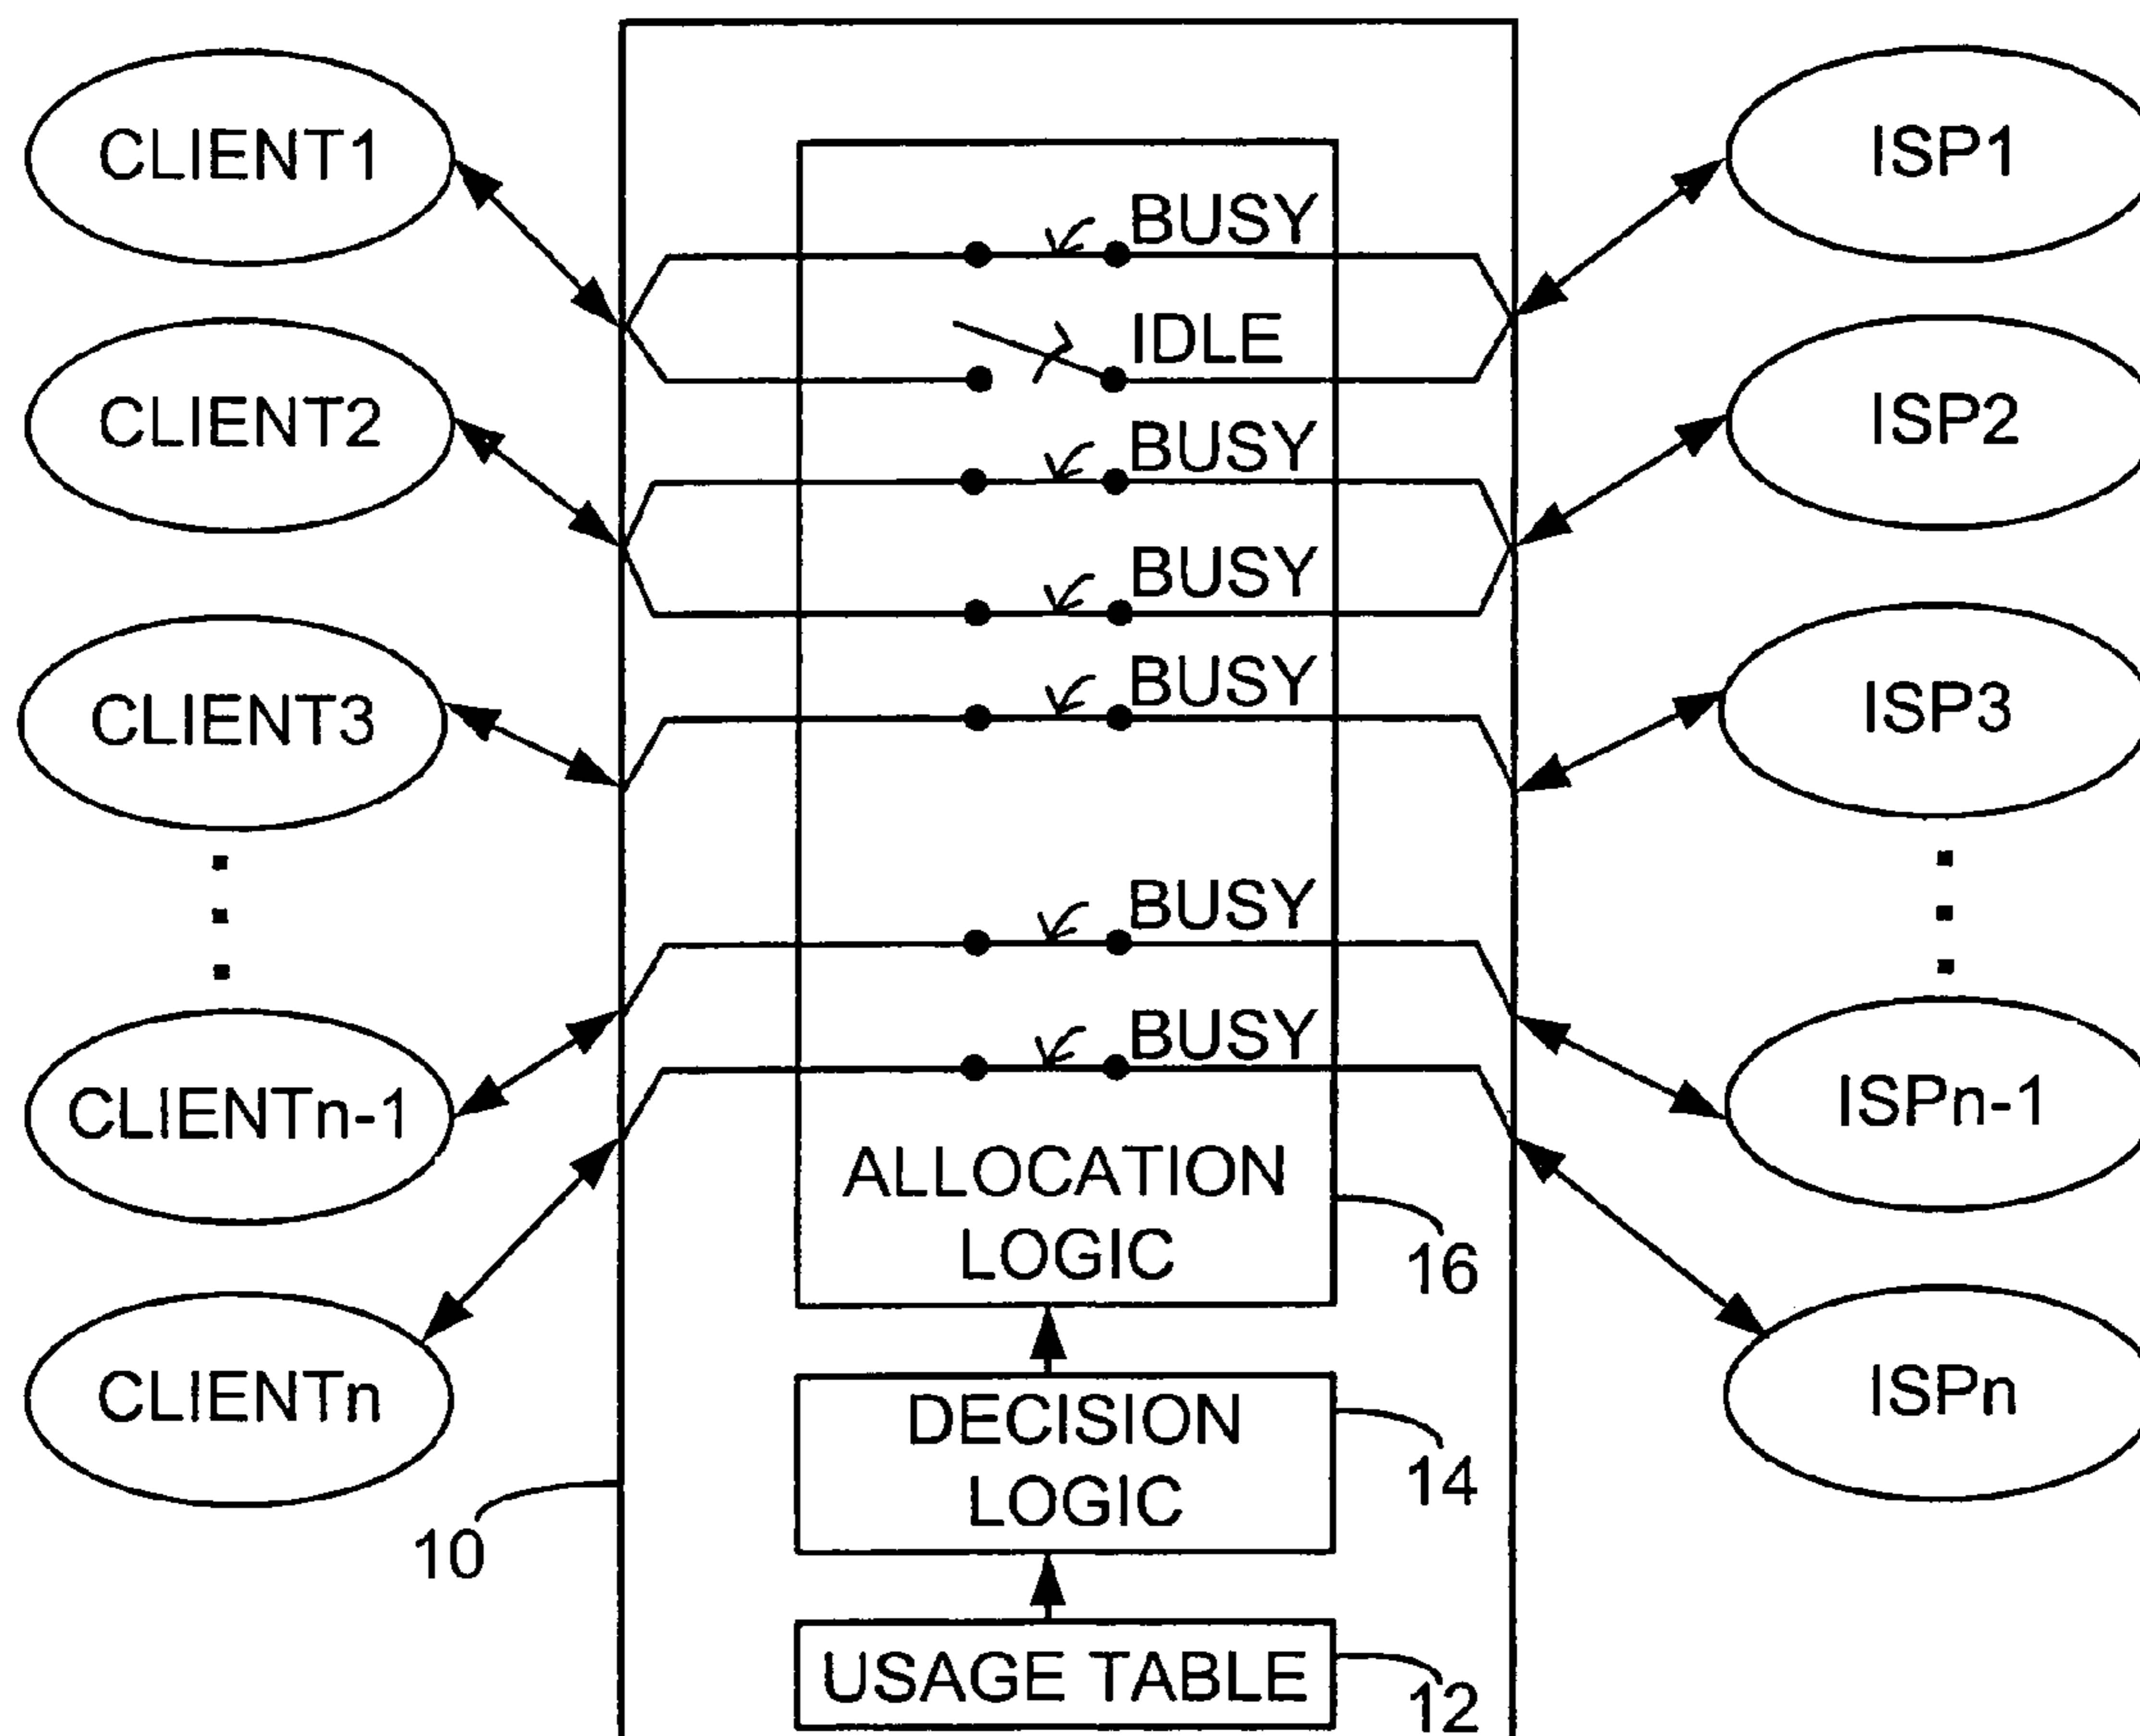 CLIENT1
ISP1
BUSY
IDLE
CLIENT2
ISP2
BUSY
BUSY
CLIENT3
ISP3
BUSY
BUSY
CLIENTn-1
ISPn-1
BUSY
ALLOCATION
LOGIC
16
CLIENTn
ISPn
DECISION
LOGIC
14
10
USAGE TABLE
12